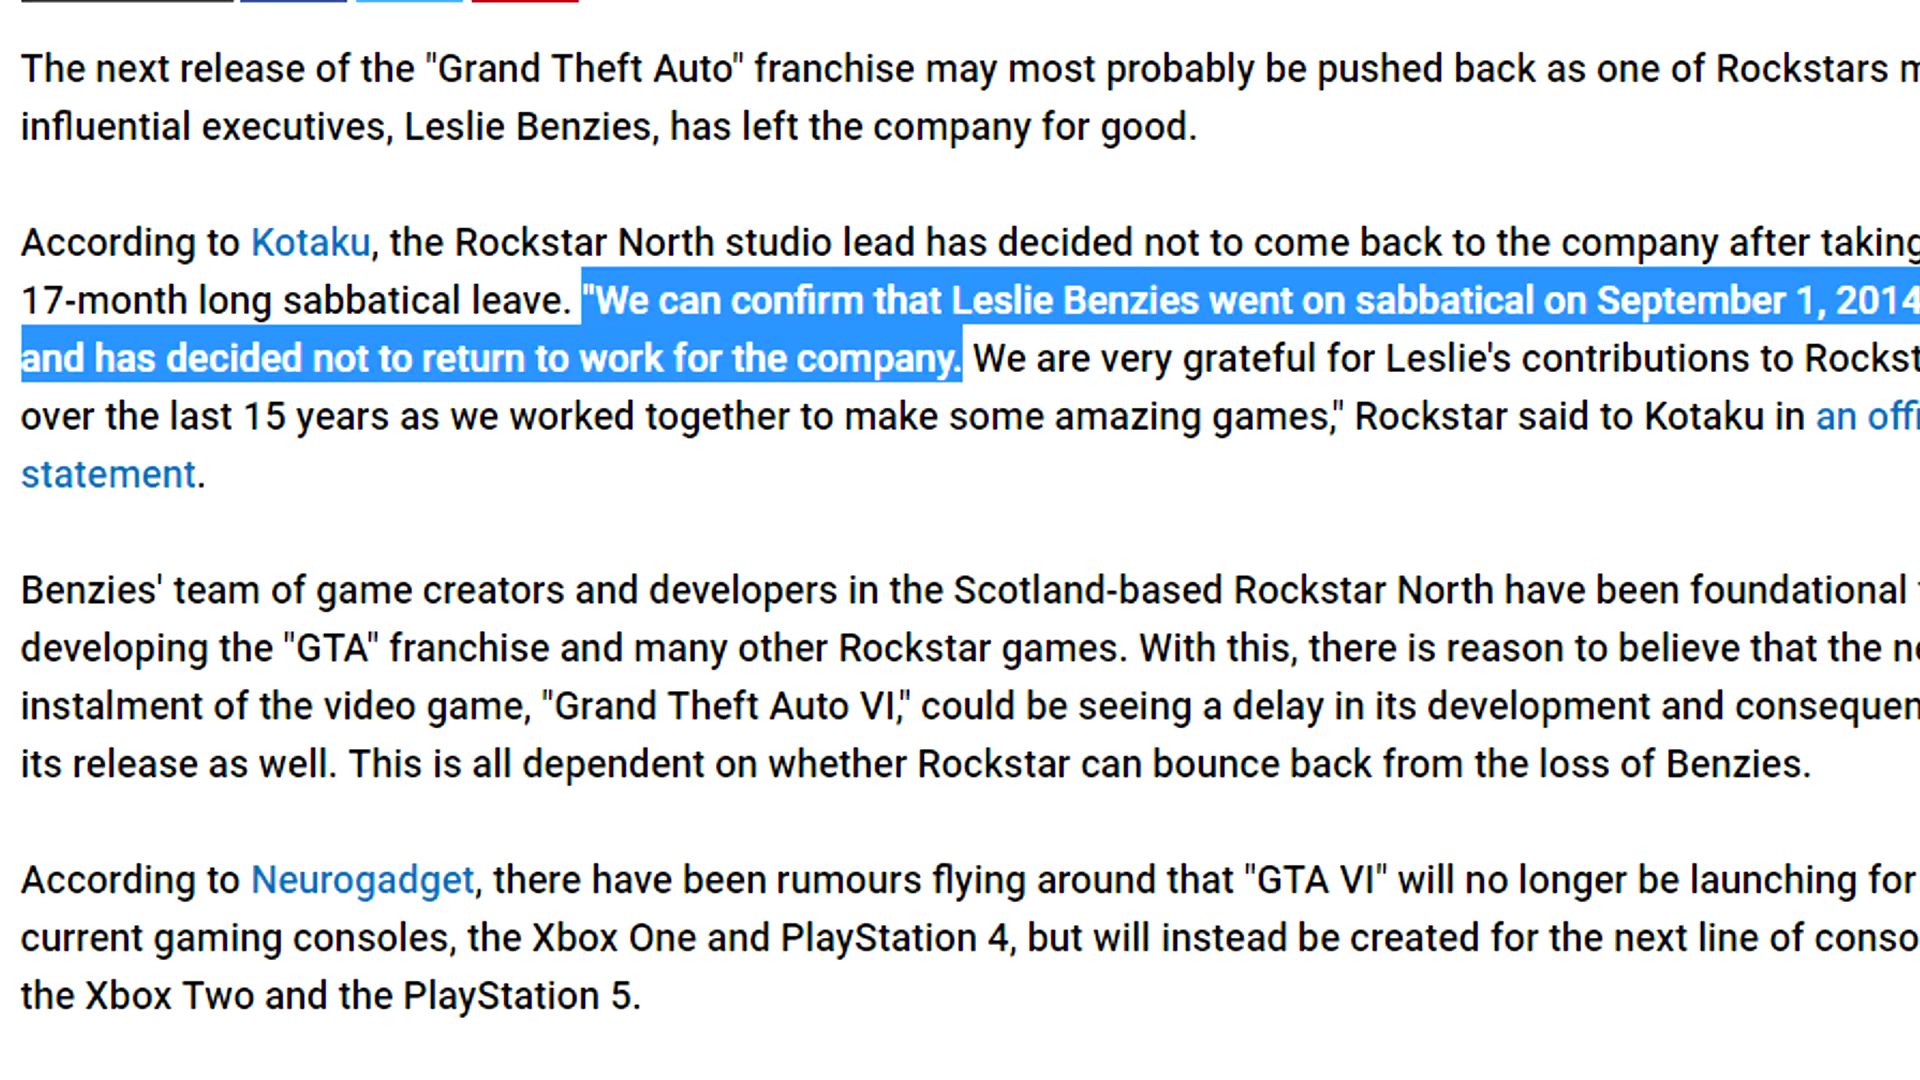 The next release of the "Grand Theft Auto" franchise may most probably be pushed back as one of Rockstars
influential executives, Leslie Benzies, has left the company for good.
According to Kotaku, the Rockstar North studio lead has decided not to come back to the company after taking
17-month long sabbatical leave. "We can confirm that Leslie Benzies went on sabbatical on September 1, 2014
and has decided not to return to work for the company. We are very grateful for Leslie's contributions to Rockst
over the last 15 years as we worked together to make some amazing games," Rockstar said to Kotaku in an offi
statement.
Benzies' team of game creators and developers in the Scotland-based Rockstar North have been foundational
developing the "GTA" franchise and many other Rockstar games. With this, there is reason to believe that the ne
instalment of the video game, "Grand Theft Auto VI," could be seeing a delay in its development and consequen
its release as well. This is all dependent on whether Rockstar can bounce back from the loss of Benzies.
According to Neurogadget, there have been rumours flying around that "GTA VI" will no longer be launching for
current gaming consoles, the Xbox One and PlayStation 4, but will instead be created for the next line of conso
the Xbox Two and the PlayStation 5.